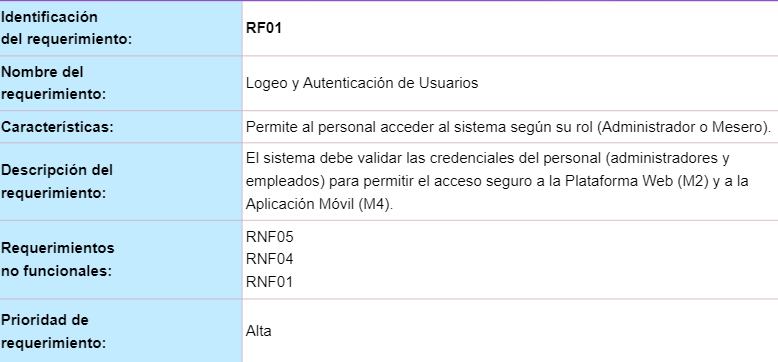 Identificación
del requerimiento:
RF01
Nombre del
requerimiento:
Logeo y Autenticación de Usuarios
Características:
Permite al personal acceder al sistema según su rol (Administrador o Mesero).
Descripción del
requerimiento:
El sistema debe validar las credenciales del personal (administradores y
empleados) para permitir el acceso seguro a la Plataforma Web (M2) y a la
Aplicación Móvil (M4).
Requerimientos
no funcionales:
RNF05
RNF04
RNF01
Prioridad de
requerimiento:
Alta